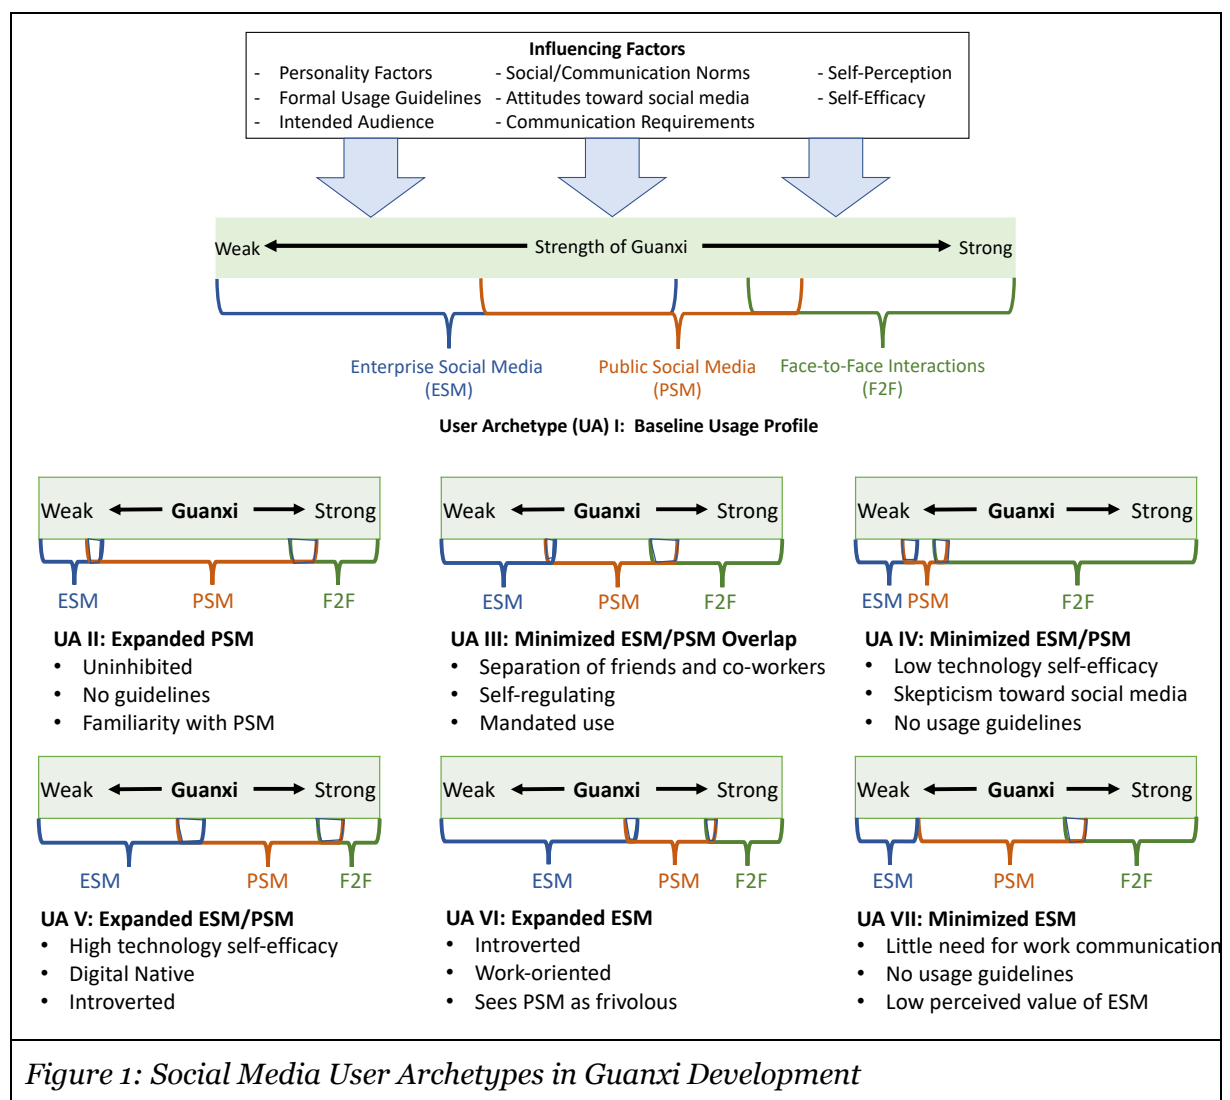 Influencing Factors
- Personality Factors
- Formal Usage Guidelines
- Intended Audience
- Social/Communication Norms
- Attitudes toward social media
- Communication Requirements
- Self-Perception
- Self-Efficacy
Weak Strength of Guanxi Strong
Enterprise Social Media
(ESM)
Public Social Media
(PSM)
Face-to-Face Interactions
(F2F)
User Archetype (UA) I: Baseline Usage Profile
Weak Guanxi Strong
ESM PSM F2F
UA II: Expanded PSM
• Uninhibited
• No guidelines
• Familiarity with PSM
Weak Guanxi Strong
ESM PSM F2F
UA III: Minimized ESM/PSM Overlap
• Separation of friends and co-workers
• Self-regulating
• Mandated use
Weak Guanxi Strong
ESM PSM F2F
UA IV: Minimized ESM/PSM
• Low technology self-efficacy
• Skepticism toward social media
• No usage guidelines
Weak Guanxi Strong
ESM PSM F2F
UA V: Expanded ESM/PSM
• High technology self-efficacy
• Digital Native
• Introverted
Weak Guanxi Strong
ESM PSM F2F
UA VI: Expanded ESM
• Introverted
• Work-oriented
• Sees PSM as frivolous
Weak Guanxi Strong
ESM PSM F2F
UA VII: Minimized ESM
• Little need for work communication
• No usage guidelines
• Low perceived value of ESM
Figure 1: Social Media User Archetypes in Guanxi Development